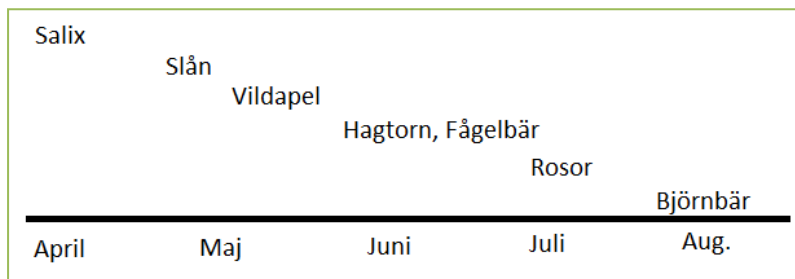 Salix
Slån
Vildapel
Hagtorn, Fågelbär
Rosor
Björnbär
April Maj Juni Juli Aug.